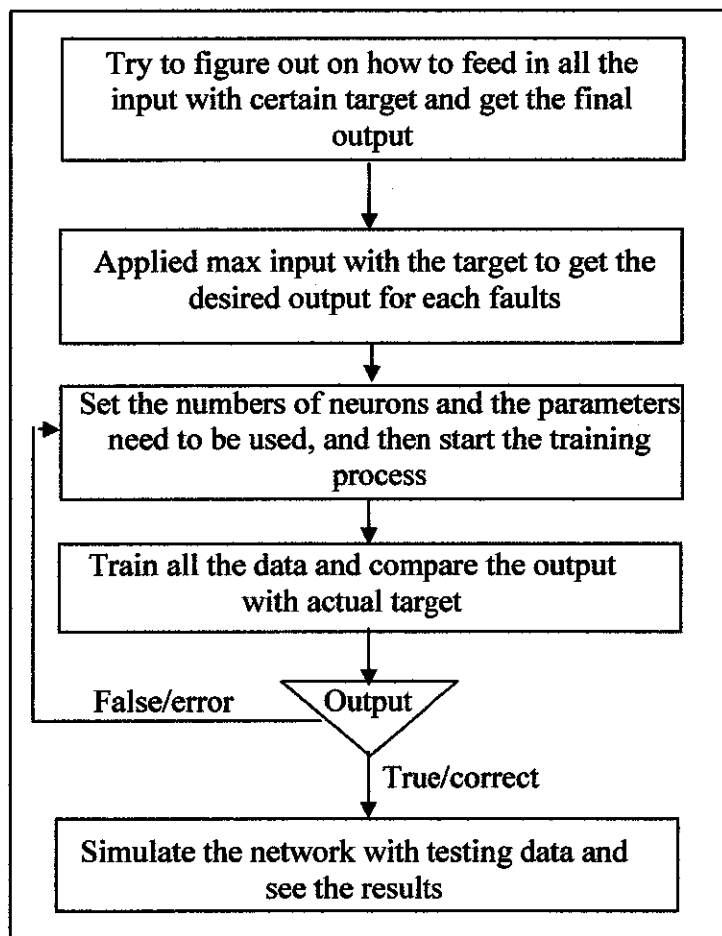 Try to figure out on how to feed in all the
input with certain target and get the final
output
Applied max input with the target to get the
desired output for each faults
Set the numbers of neurons and the parameters
need to be used, and then start the training
process
Train all the data and compare the output
with actual target
False/error
Output
True/correct
Simulate the network with testing data and
see the results